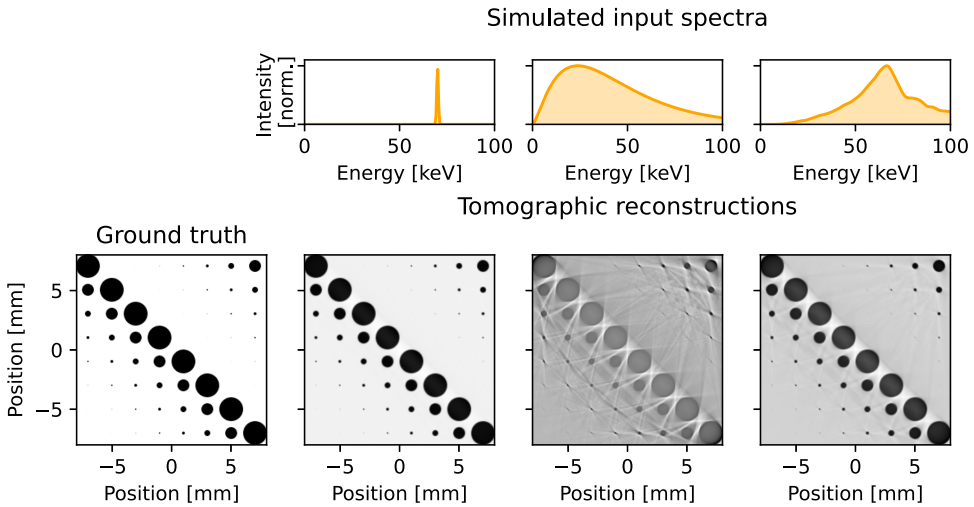 Simulated input spectra
Intensity
[norm.]
0 100 0 50 100 0 50 100
Energy [keV] Energy [keV] Energy [keV]
Tomographic reconstructions
Ground truth
Position [mm]
5
0
−5
−5 0 5 −5 0 5 −5 0 5 −5 0 5
Position [mm] Position [mm] Position [mm] Position [mm]